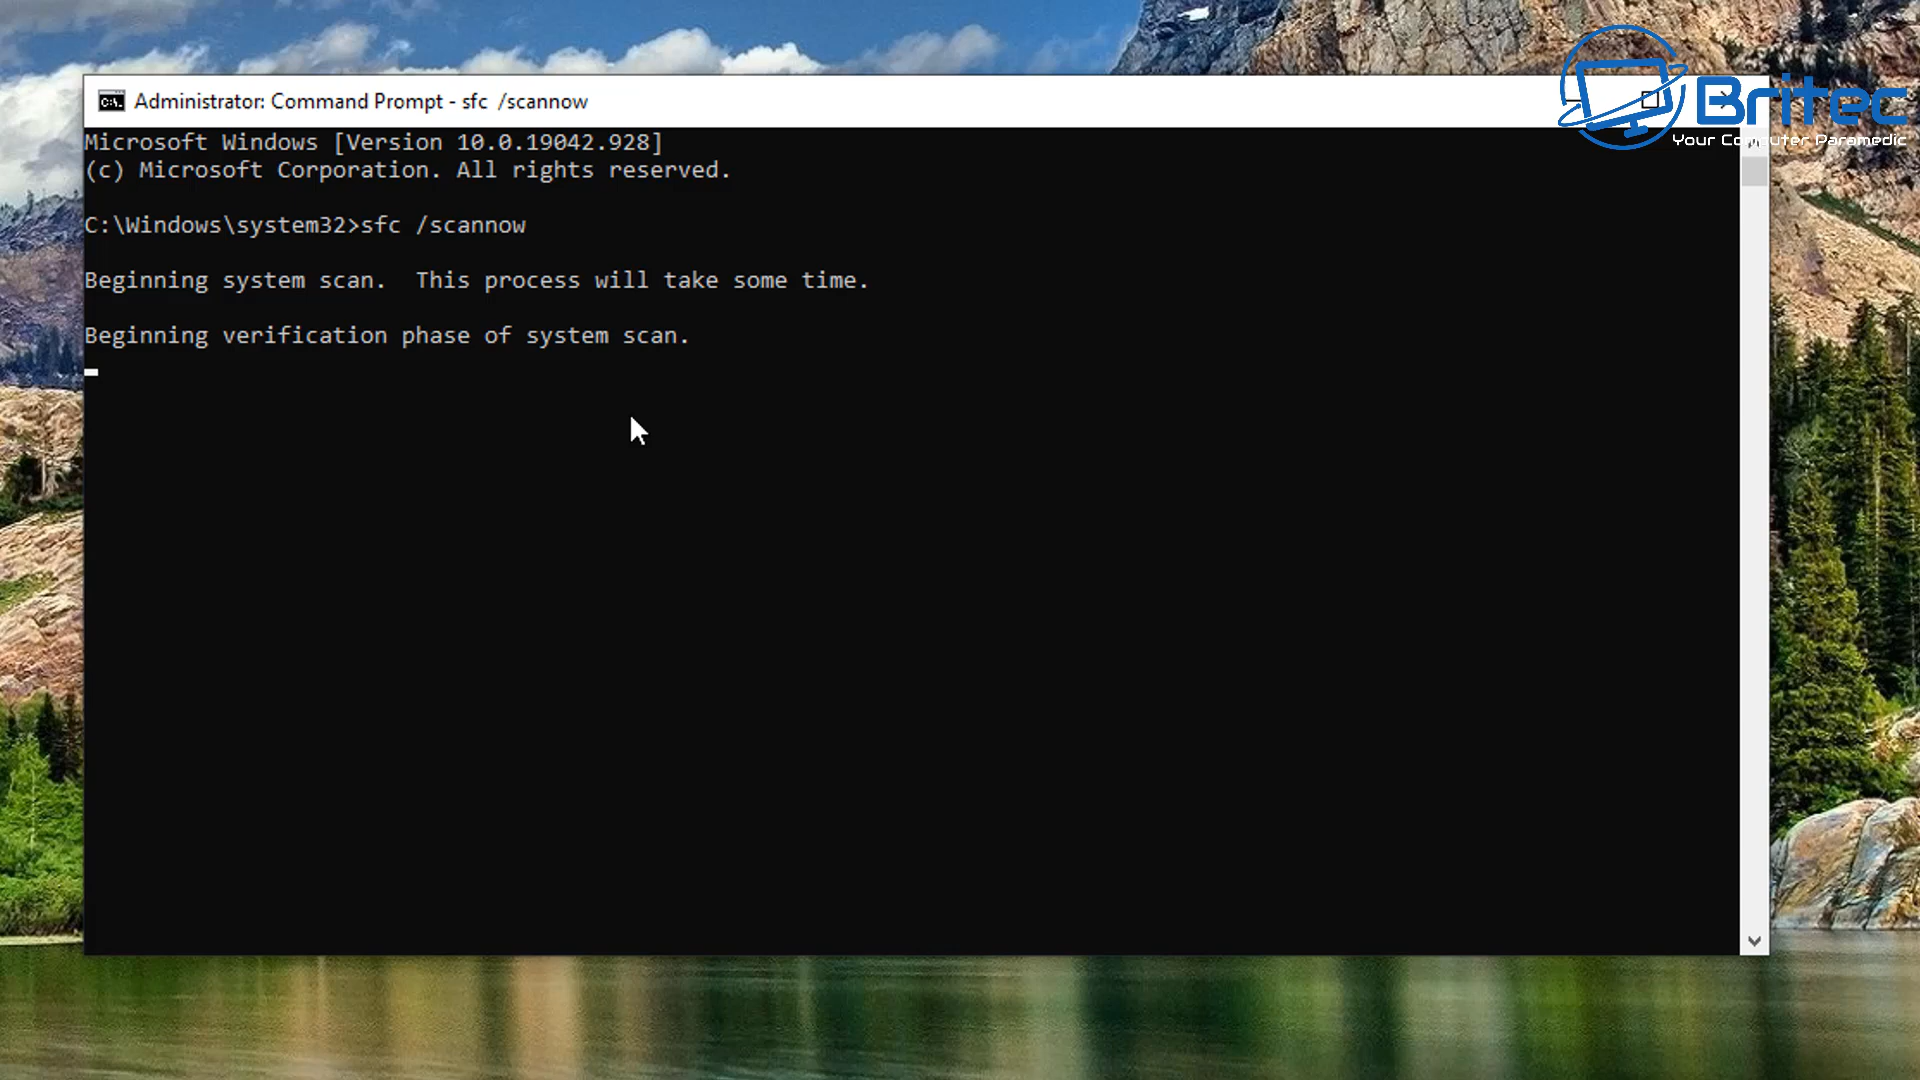 Administrator: Command Prompt - sfc  /scannow
Britec
Your Computer Paramedic
Microsoft Windows [Version 10.0.19042.928]
(c) Microsoft Corporation. All rights reserved.
C:\Windows\system32>sfc /scannow
Beginning system scan.  This process will take some time.
Beginning verification phase of system scan.